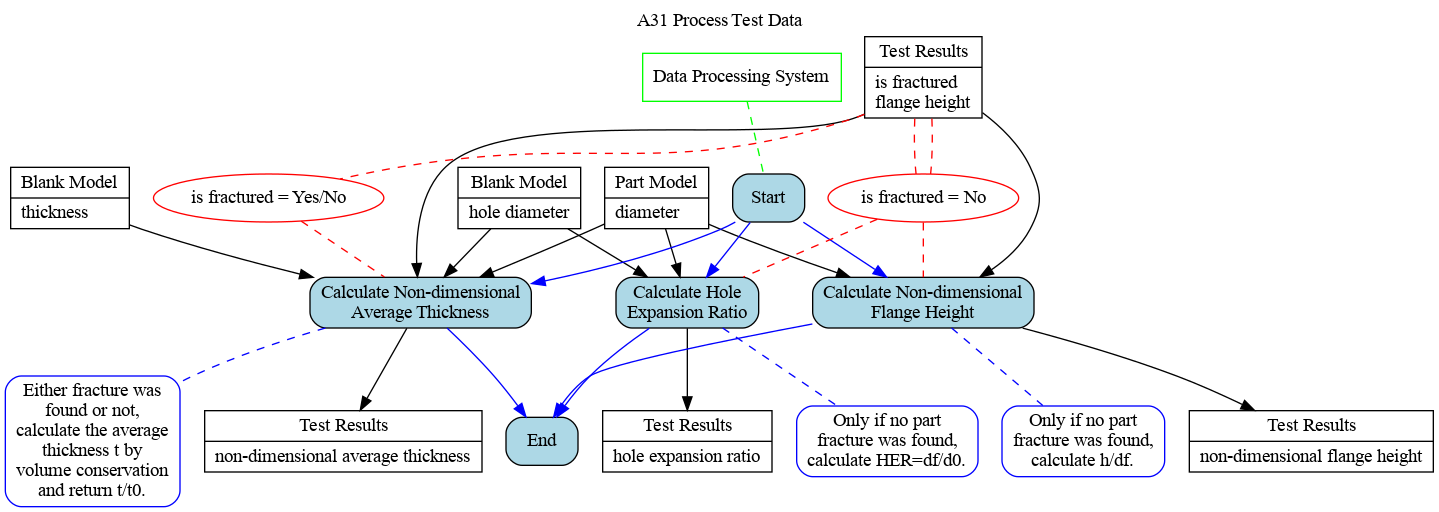 A31 Process Test Data
Test Results
is fractured
flange height
Data Processing System
Blank Model
thickness
is fractured = Yes/No
Blank Model
hole diameter
Part Model
diameter
Start
is fractured = No
Calculate Non-dimensional
Average Thickness
Calculate Hole
Expansion Ratio
Calculate Non-dimensional
Flange Height
Either fracture was
found or not,
calculate the average
thickness t by
volume conservation
and return t/t0.
Test Results
non-dimensional average thickness
End
Test Results
hole expansion ratio
Only if no part
fracture was found,
calculate HER=df/d0.
Only if no part
fracture was found,
calculate h/df.
Test Results
non-dimensional flange height